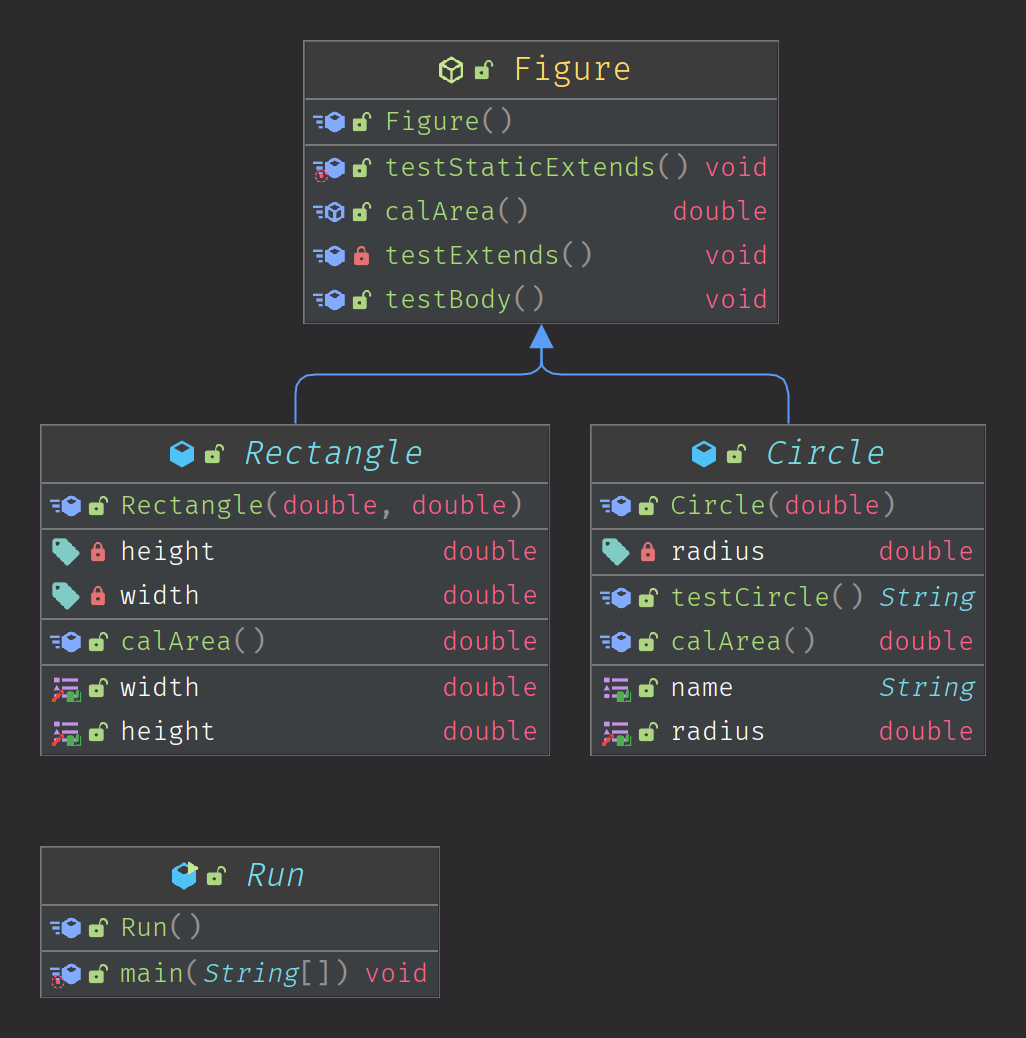 Figure
Figure()
testStaticExtends() void
calArea() double
testExtends() void
testBody() void
Rectangle
Rectangle(double, double)
height double
width double
calArea() double
width double
height double
Circle
Circle(double)
radius double
testCircle() String
calArea() double
name String
radius double
Run
Run()
main(String[]) void